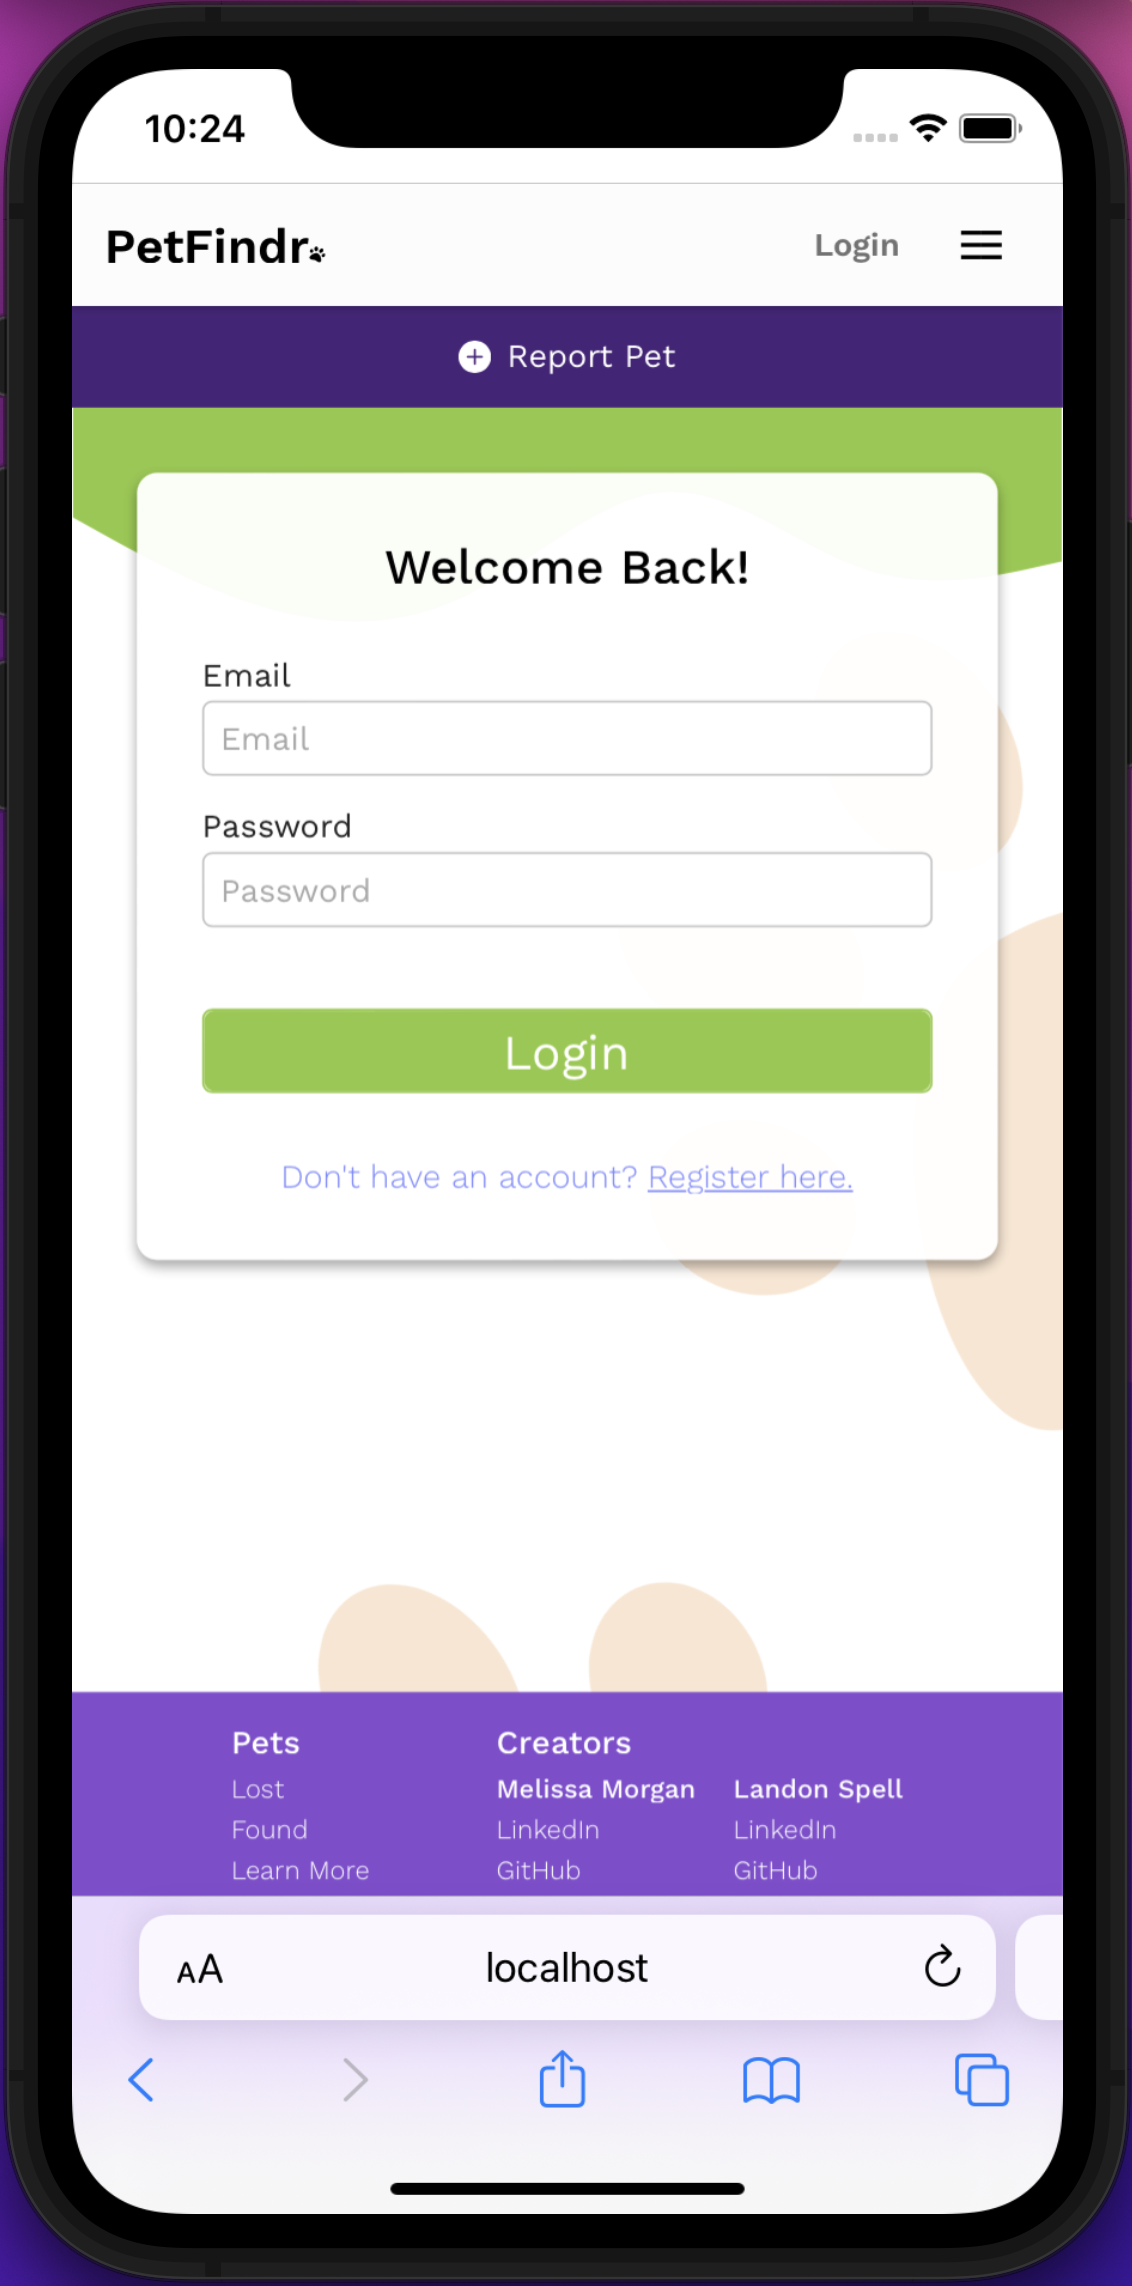 10:24
PetFindr
Login
Report Pet
Welcome Back!
Email
Email
Password
Password
Login
Don't have an account? Register here.
Pets
Lost
Found
Learn More
Creators
Melissa Morgan
LinkedIn
GitHub
Landon Spell
LinkedIn
GitHub
AA
localhost